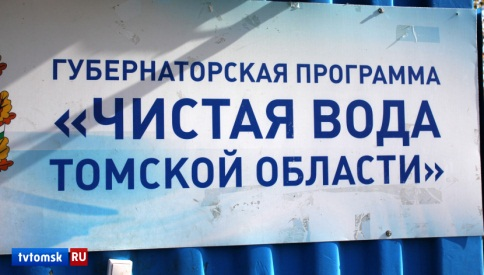 ГУБЕРНАТОРСКАЯ ПРОГРАММА
«ЧИСТАЯ ВОДА
ТОМСКОЙ ОБЛАСТИ»
tvtomsk RU